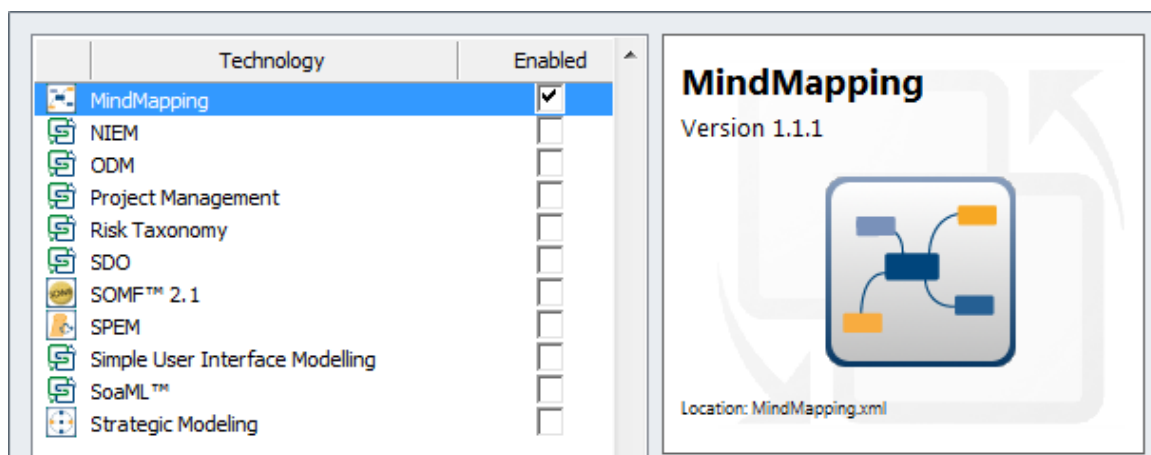 Technology Enabled
MindMapping
NIEM
ODM
Project Management
Risk Taxonomy
SDO
SOMF™ 2.1
SPEM
Simple User Interface Modelling
SoaML™
Strategic Modeling
MindMapping
Version 1.1.1
Location: MindMapping.xml